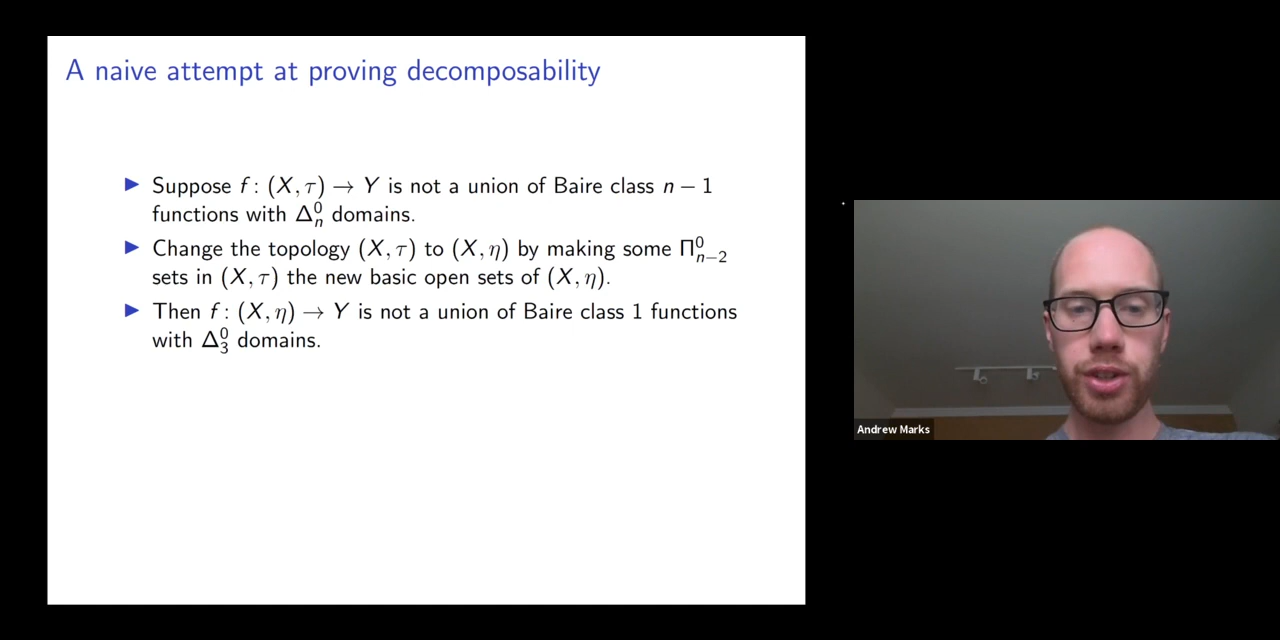 A naive attempt at proving decomposability
▶ Suppose f : (X, τ) → Y is not a union of Baire class n − 1
functions with Δ⁰ₙ domains.
▶ Change the topology (X, τ) to (X, η) by making some Π⁰ₙ₋₂
sets in (X, τ) the new basic open sets of (X, η).
▶ Then f : (X, η) → Y is not a union of Baire class 1 functions
with Δ⁰₃ domains.
Andrew Marks